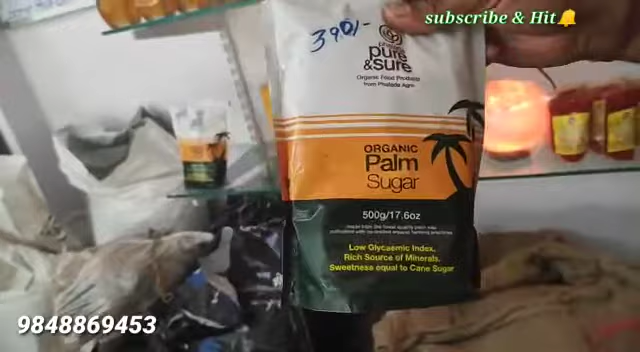 subscribe & Hit🔔
390/-
pure
&sure
Organic Food Products
from Phalada Agro
ORGANIC
Palm
Sugar
500g/17.6oz
Low Glycaemic Index.
Rich Source of Minerals.
Sweetness equal to Cane Sugar
9848869453